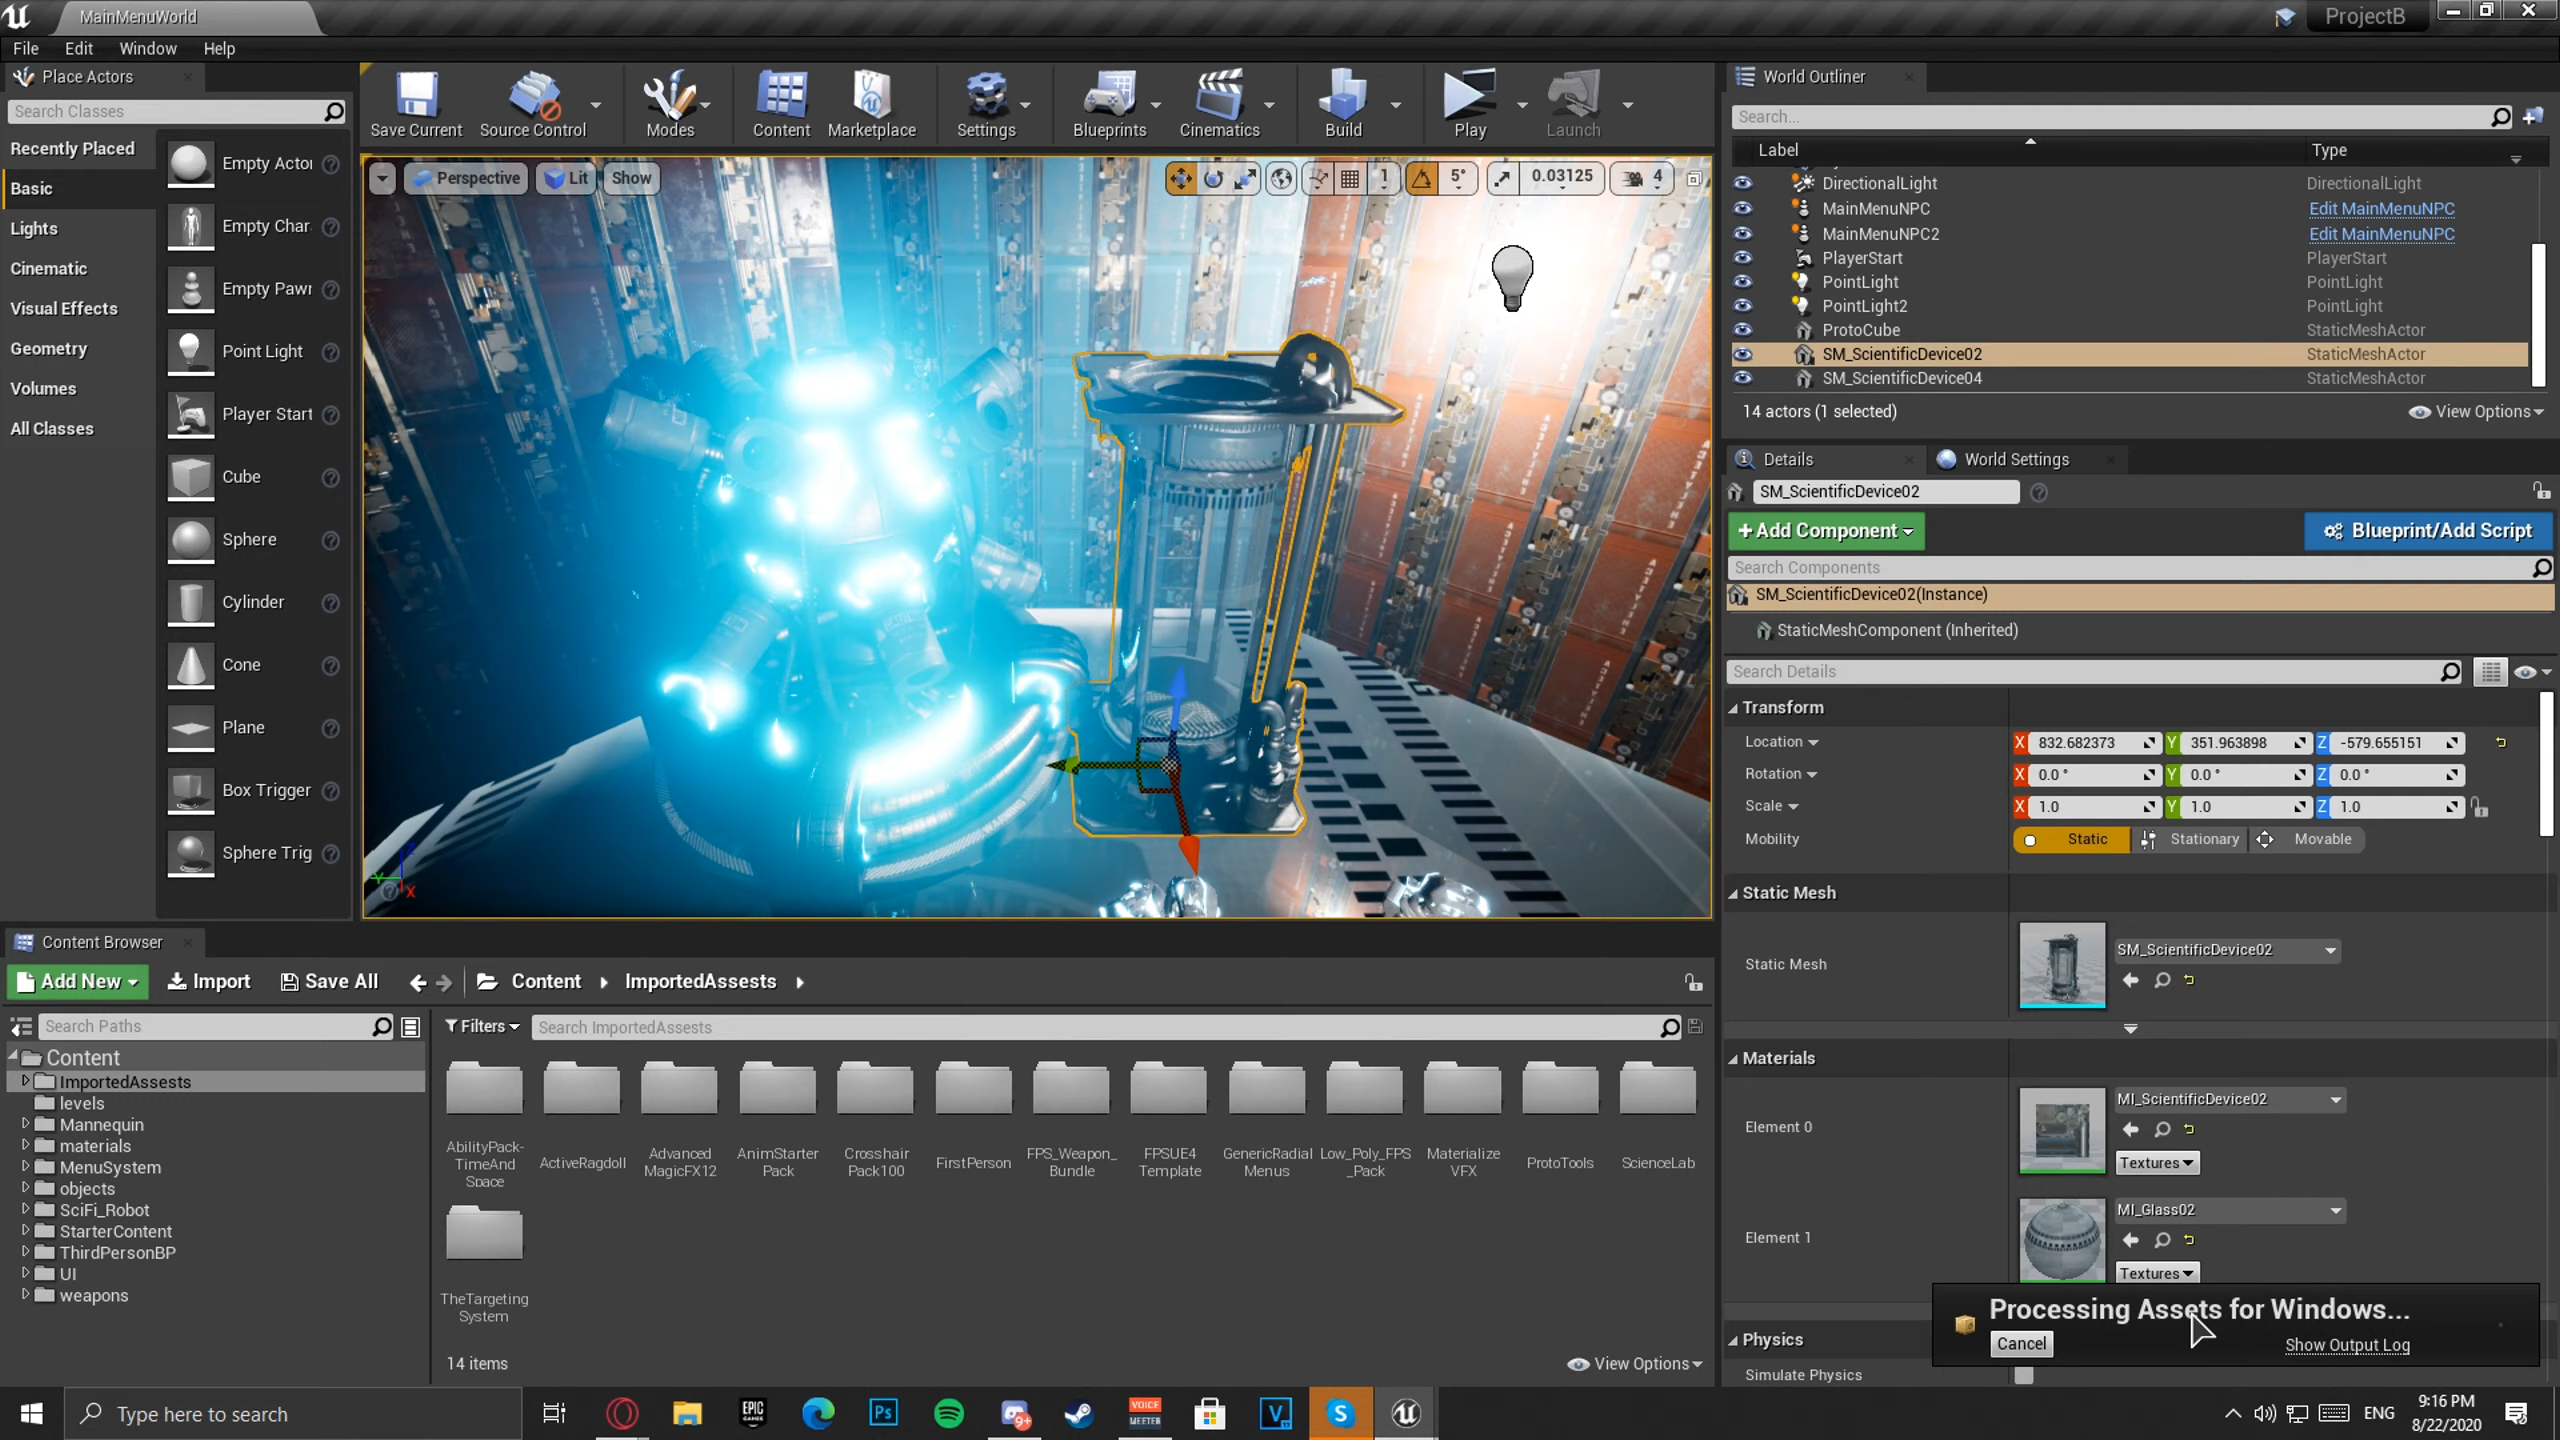 MainMenuWorld
ProjectB
File Edit Window Help
Place Actors
Search Classes
Recently Placed
Basic
Lights
Cinematic
Visual Effects
Geometry
Volumes
All Classes
Empty Actor
Empty Char
Empty Pawn
Point Light
Player Start
Cube
Sphere
Cylinder
Cone
Plane
Box Trigger
Sphere Trig
Save Current Source Control Modes Content Marketplace Settings Blueprints Cinematics Build Play Launch
Perspective Lit Show 1 5° 0.03125 4
World Outliner
Search...
Label Type
DirectionalLight DirectionalLight
MainMenuNPC Edit MainMenuNPC
MainMenuNPC2 Edit MainMenuNPC
PlayerStart PlayerStart
PointLight PointLight
PointLight2 PointLight
ProtoCube StaticMeshActor
SM_ScientificDevice02 StaticMeshActor
SM_ScientificDevice04 StaticMeshActor
14 actors (1 selected) View Options
Details World Settings
SM_ScientificDevice02
+Add Component Blueprint/Add Script
Search Components
SM_ScientificDevice02(Instance)
StaticMeshComponent (Inherited)
Search Details
Transform
Location X 832.682373 Y 351.963898 Z -579.655151
Rotation X 0.0 ° Y 0.0 ° Z 0.0 °
Scale X 1.0 Y 1.0 Z 1.0
Mobility Static Stationary Movable
Static Mesh
Static Mesh SM_ScientificDevice02
Materials
Element 0 MI_ScientificDevice02
Textures
Element 1 MI_Glass02
Textures
Physics
Simulate Physics
Processing Assets for Windows...
Cancel Show Output Log
Content Browser
Add New Import Save All Content ImportedAssests
Search Paths
Content
ImportedAssests
levels
Mannequin
materials
MenuSystem
objects
SciFi_Robot
StarterContent
ThirdPersonBP
UI
weapons
Filters Search ImportedAssests
AbilityPack-
TimeAnd
Space
ActiveRagdoll
Advanced
MagicFX12
AnimStarter
Pack
Crosshair
Pack100
FirstPerson
FPS_Weapon_
Bundle
FPSUE4
Template
GenericRadial
Menus
Low_Poly_FPS
_Pack
Materialize
VFX
ProtoTools
ScienceLab
TheTargeting
System
14 items View Options
Type here to search
EPIC
GAMES
Ps
9+
VOICE
MEETER
V
S
ENG
9:16 PM
8/22/2020